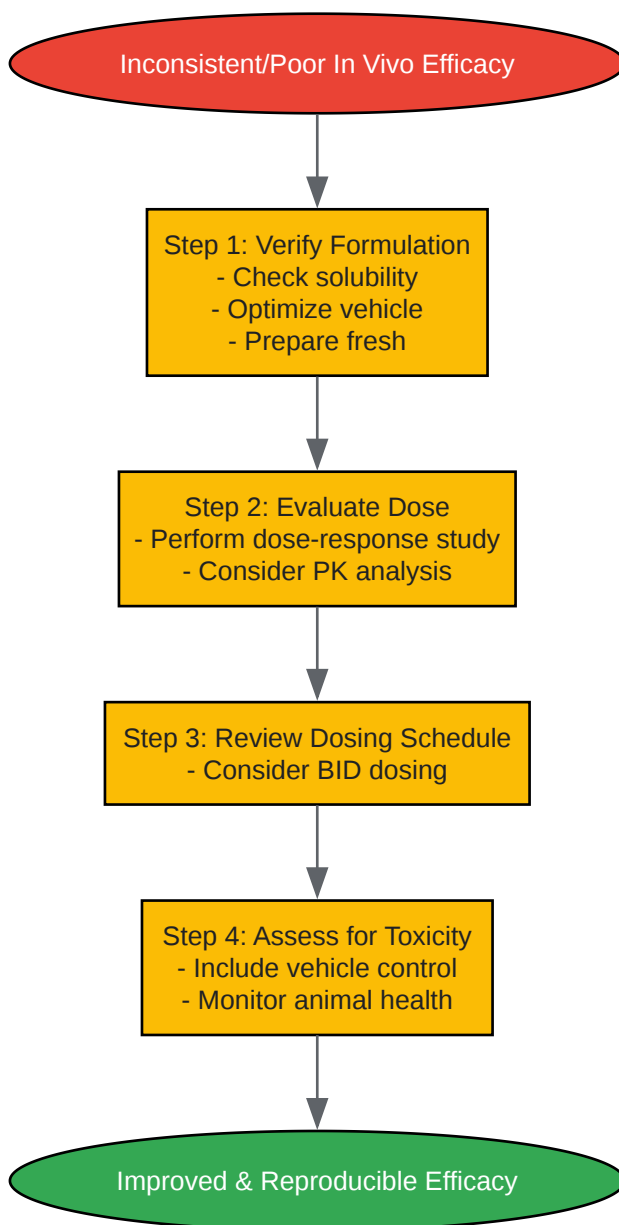 Inconsistent/Poor In Vivo Efficacy
Step 1: Verify Formulation
- Check solubility
- Optimize vehicle
- Prepare fresh
Step 2: Evaluate Dose
- Perform dose-response study
- Consider PK analysis
Step 3: Review Dosing Schedule
- Consider BID dosing
Step 4: Assess for Toxicity
- Include vehicle control
- Monitor animal health
Improved & Reproducible Efficacy